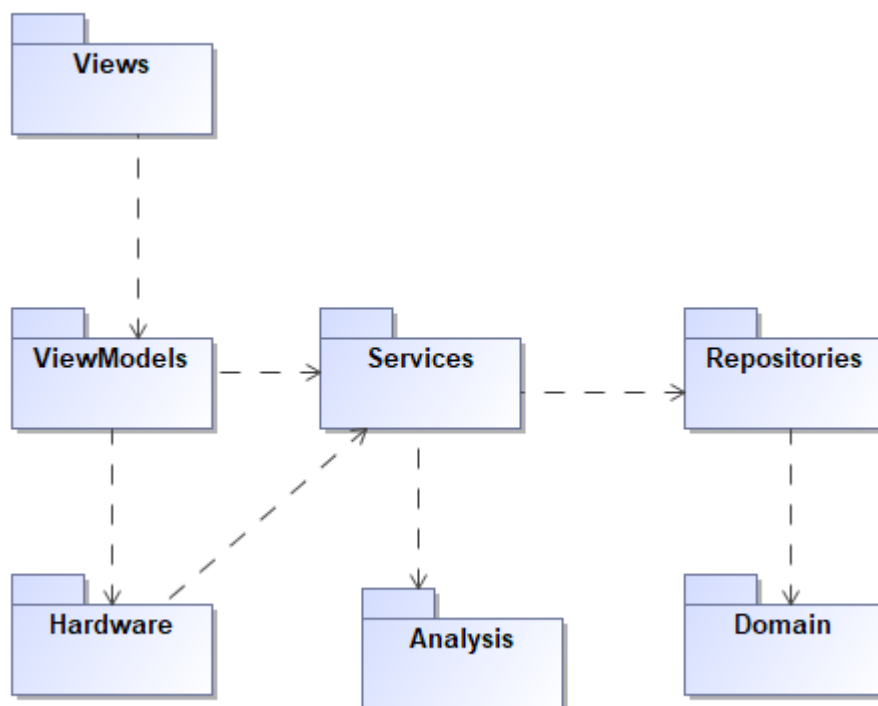 Views
ViewModels
Services
Repositories
Hardware
Analysis
Domain